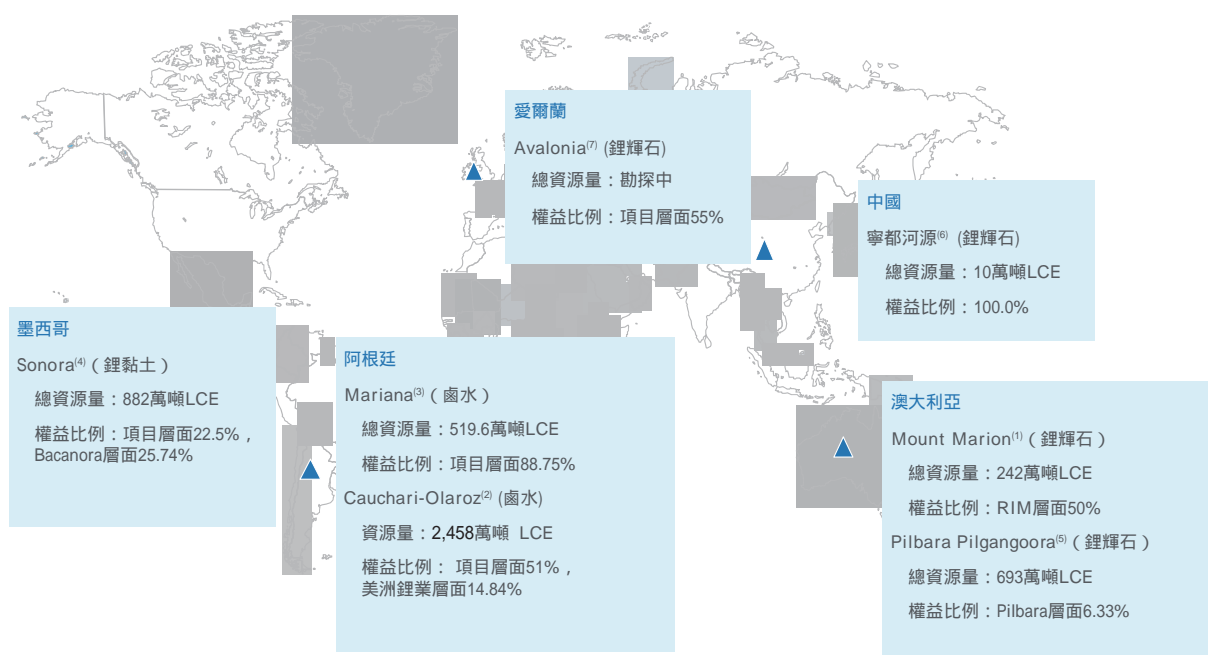 愛爾蘭
Avalonia(7) (鋰輝石)
總資源量：勘探中
權益比例：項目層面55%
中國
寧都河源(6) (鋰輝石)
總資源量：10萬噸LCE
權益比例：100.0%
墨西哥
Sonora(4)（鋰黏土）
總資源量：882萬噸LCE
權益比例：項目層面22.5%，
Bacanora層面25.74%
阿根廷
Mariana(3)（鹵水）
總資源量：519.6萬噸LCE
權益比例：項目層面88.75%
Cauchari-Olaroz(2) (鹵水)
資源量：2,458萬噸 LCE
權益比例： 項目層面51%，
美洲鋰業層面14.84%
澳大利亞
Mount Marion(1)（鋰輝石）
總資源量：242萬噸LCE
權益比例：RIM層面50%
Pilbara Pilgangoora(5)（鋰輝石）
總資源量：693萬噸LCE
權益比例：Pilbara層面6.33%